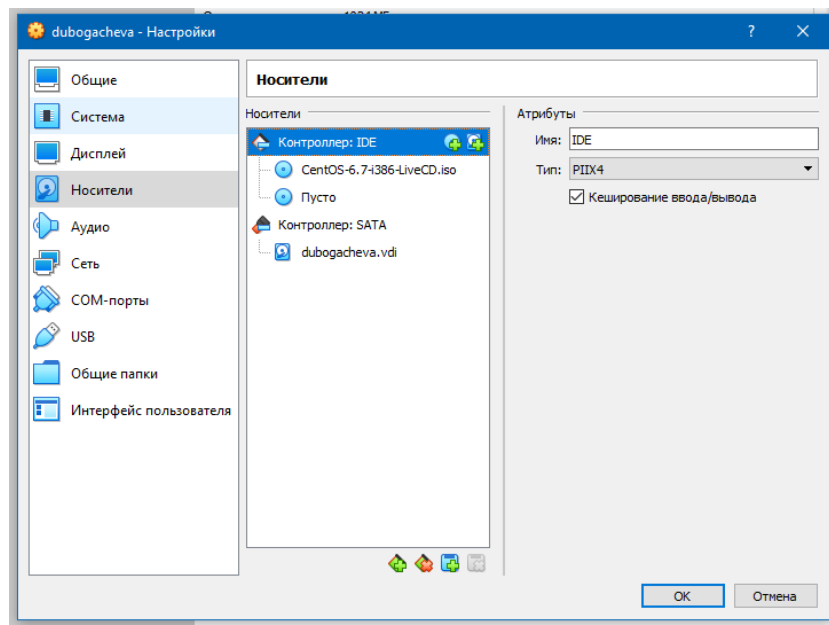 dubogacheva - Настройки
?
Общие
Система
Дисплей
Носители
Аудио
Сеть
COM-порты
USB
Общие папки
Интерфейс пользователя
Носители
Носители
Контроллер: IDE
CentOS-6.7-i386-LiveCD.iso
Пусто
Контроллер: SATA
dubogacheva.vdi
Атрибуты
Имя: IDE
Тип: PIIX4
Кеширование ввода/вывода
OK
Отмена